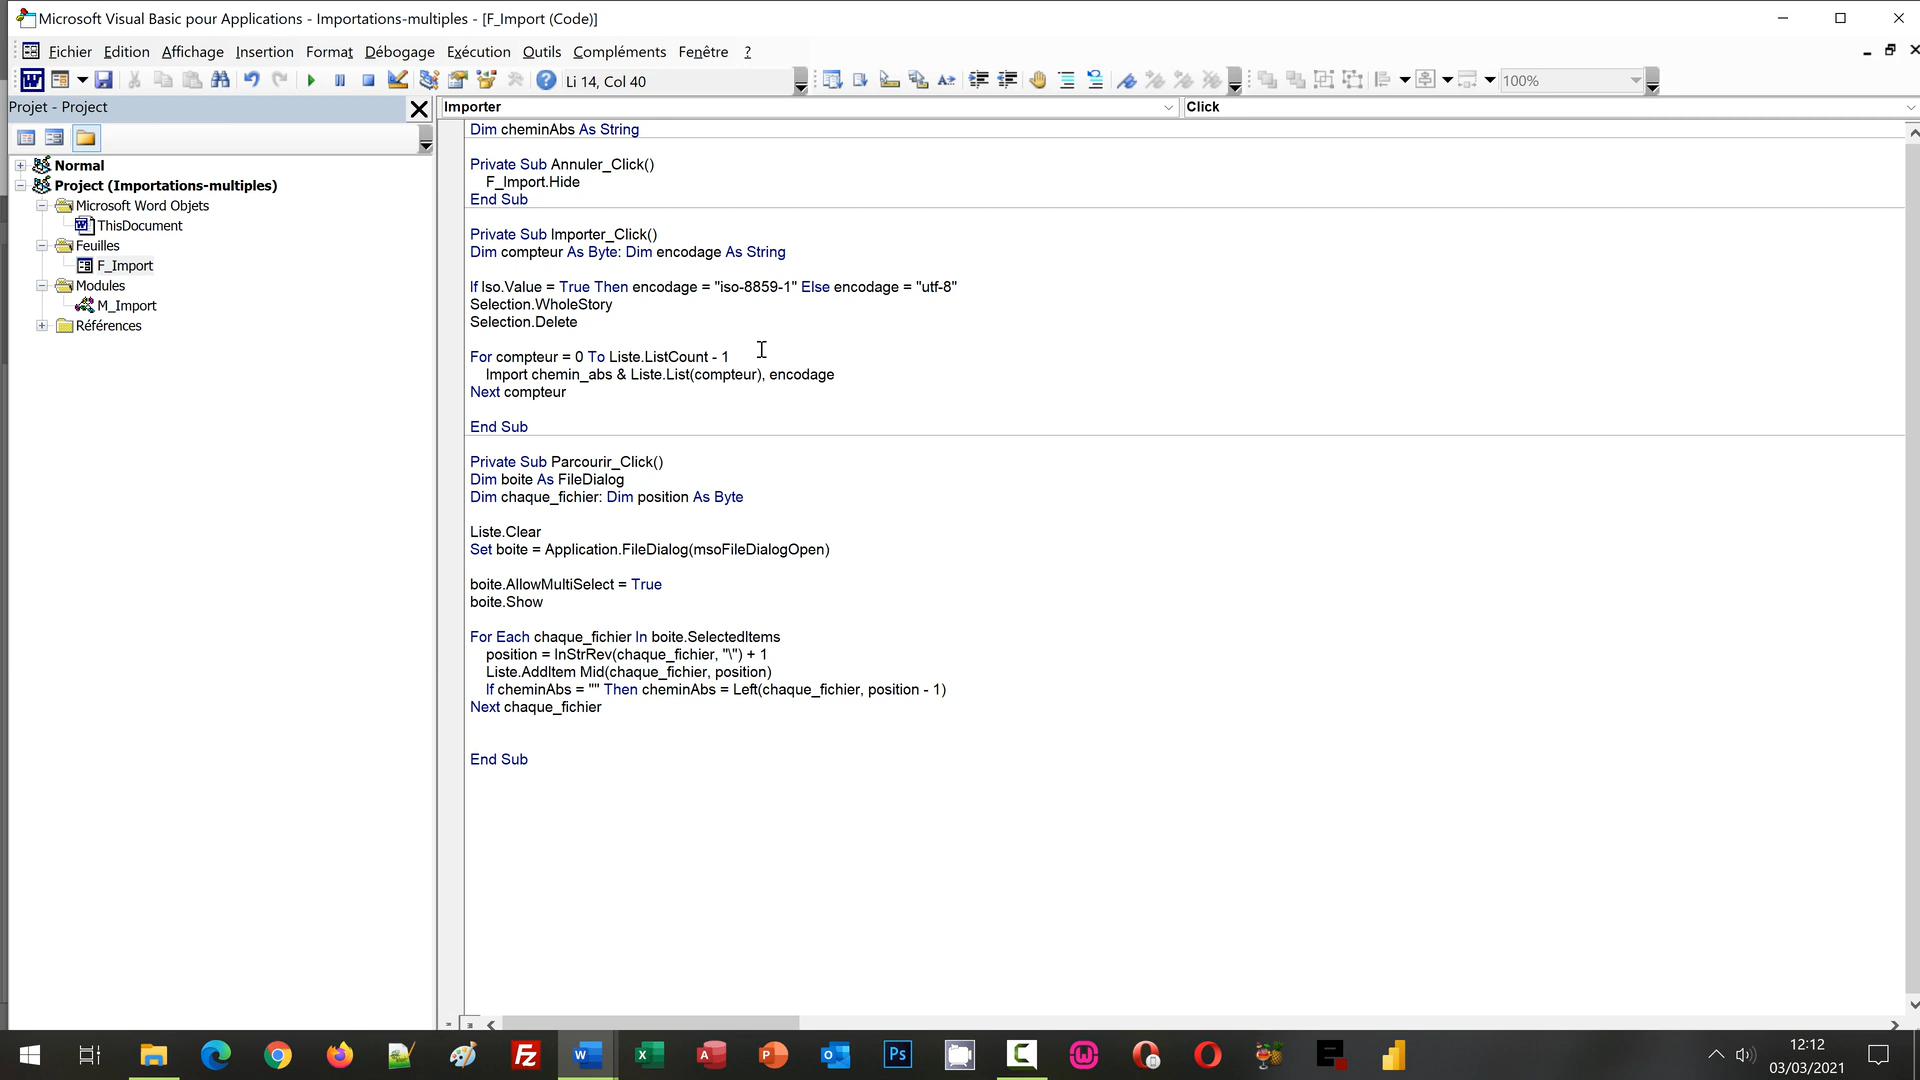 Microsoft Visual Basic pour Applications - Importations-multiples - [F_Import (Code)]
Fichier Edition Affichage Insertion Format Débogage Exécution Outils Compléments Fenêtre ?
Li 14, Col 40
100%
Projet - Project
Importer
Click
Normal
Project (Importations-multiples)
Microsoft Word Objets
ThisDocument
Feuilles
F_Import
Modules
M_Import
Références
Dim cheminAbs As String
Private Sub Annuler_Click()
F_Import.Hide
End Sub
Private Sub Importer_Click()
Dim compteur As Byte: Dim encodage As String
If Iso.Value = True Then encodage = "iso-8859-1" Else encodage = "utf-8"
Selection.WholeStory
Selection.Delete
For compteur = 0 To Liste.ListCount - 1
Import chemin_abs & Liste.List(compteur), encodage
Next compteur
End Sub
Private Sub Parcourir_Click()
Dim boite As FileDialog
Dim chaque_fichier: Dim position As Byte
Liste.Clear
Set boite = Application.FileDialog(msoFileDialogOpen)
boite.AllowMultiSelect = True
boite.Show
For Each chaque_fichier In boite.SelectedItems
position = InStrRev(chaque_fichier, "\") + 1
Liste.AddItem Mid(chaque_fichier, position)
If cheminAbs = "" Then cheminAbs = Left(chaque_fichier, position - 1)
Next chaque_fichier
End Sub
12:12
03/03/2021